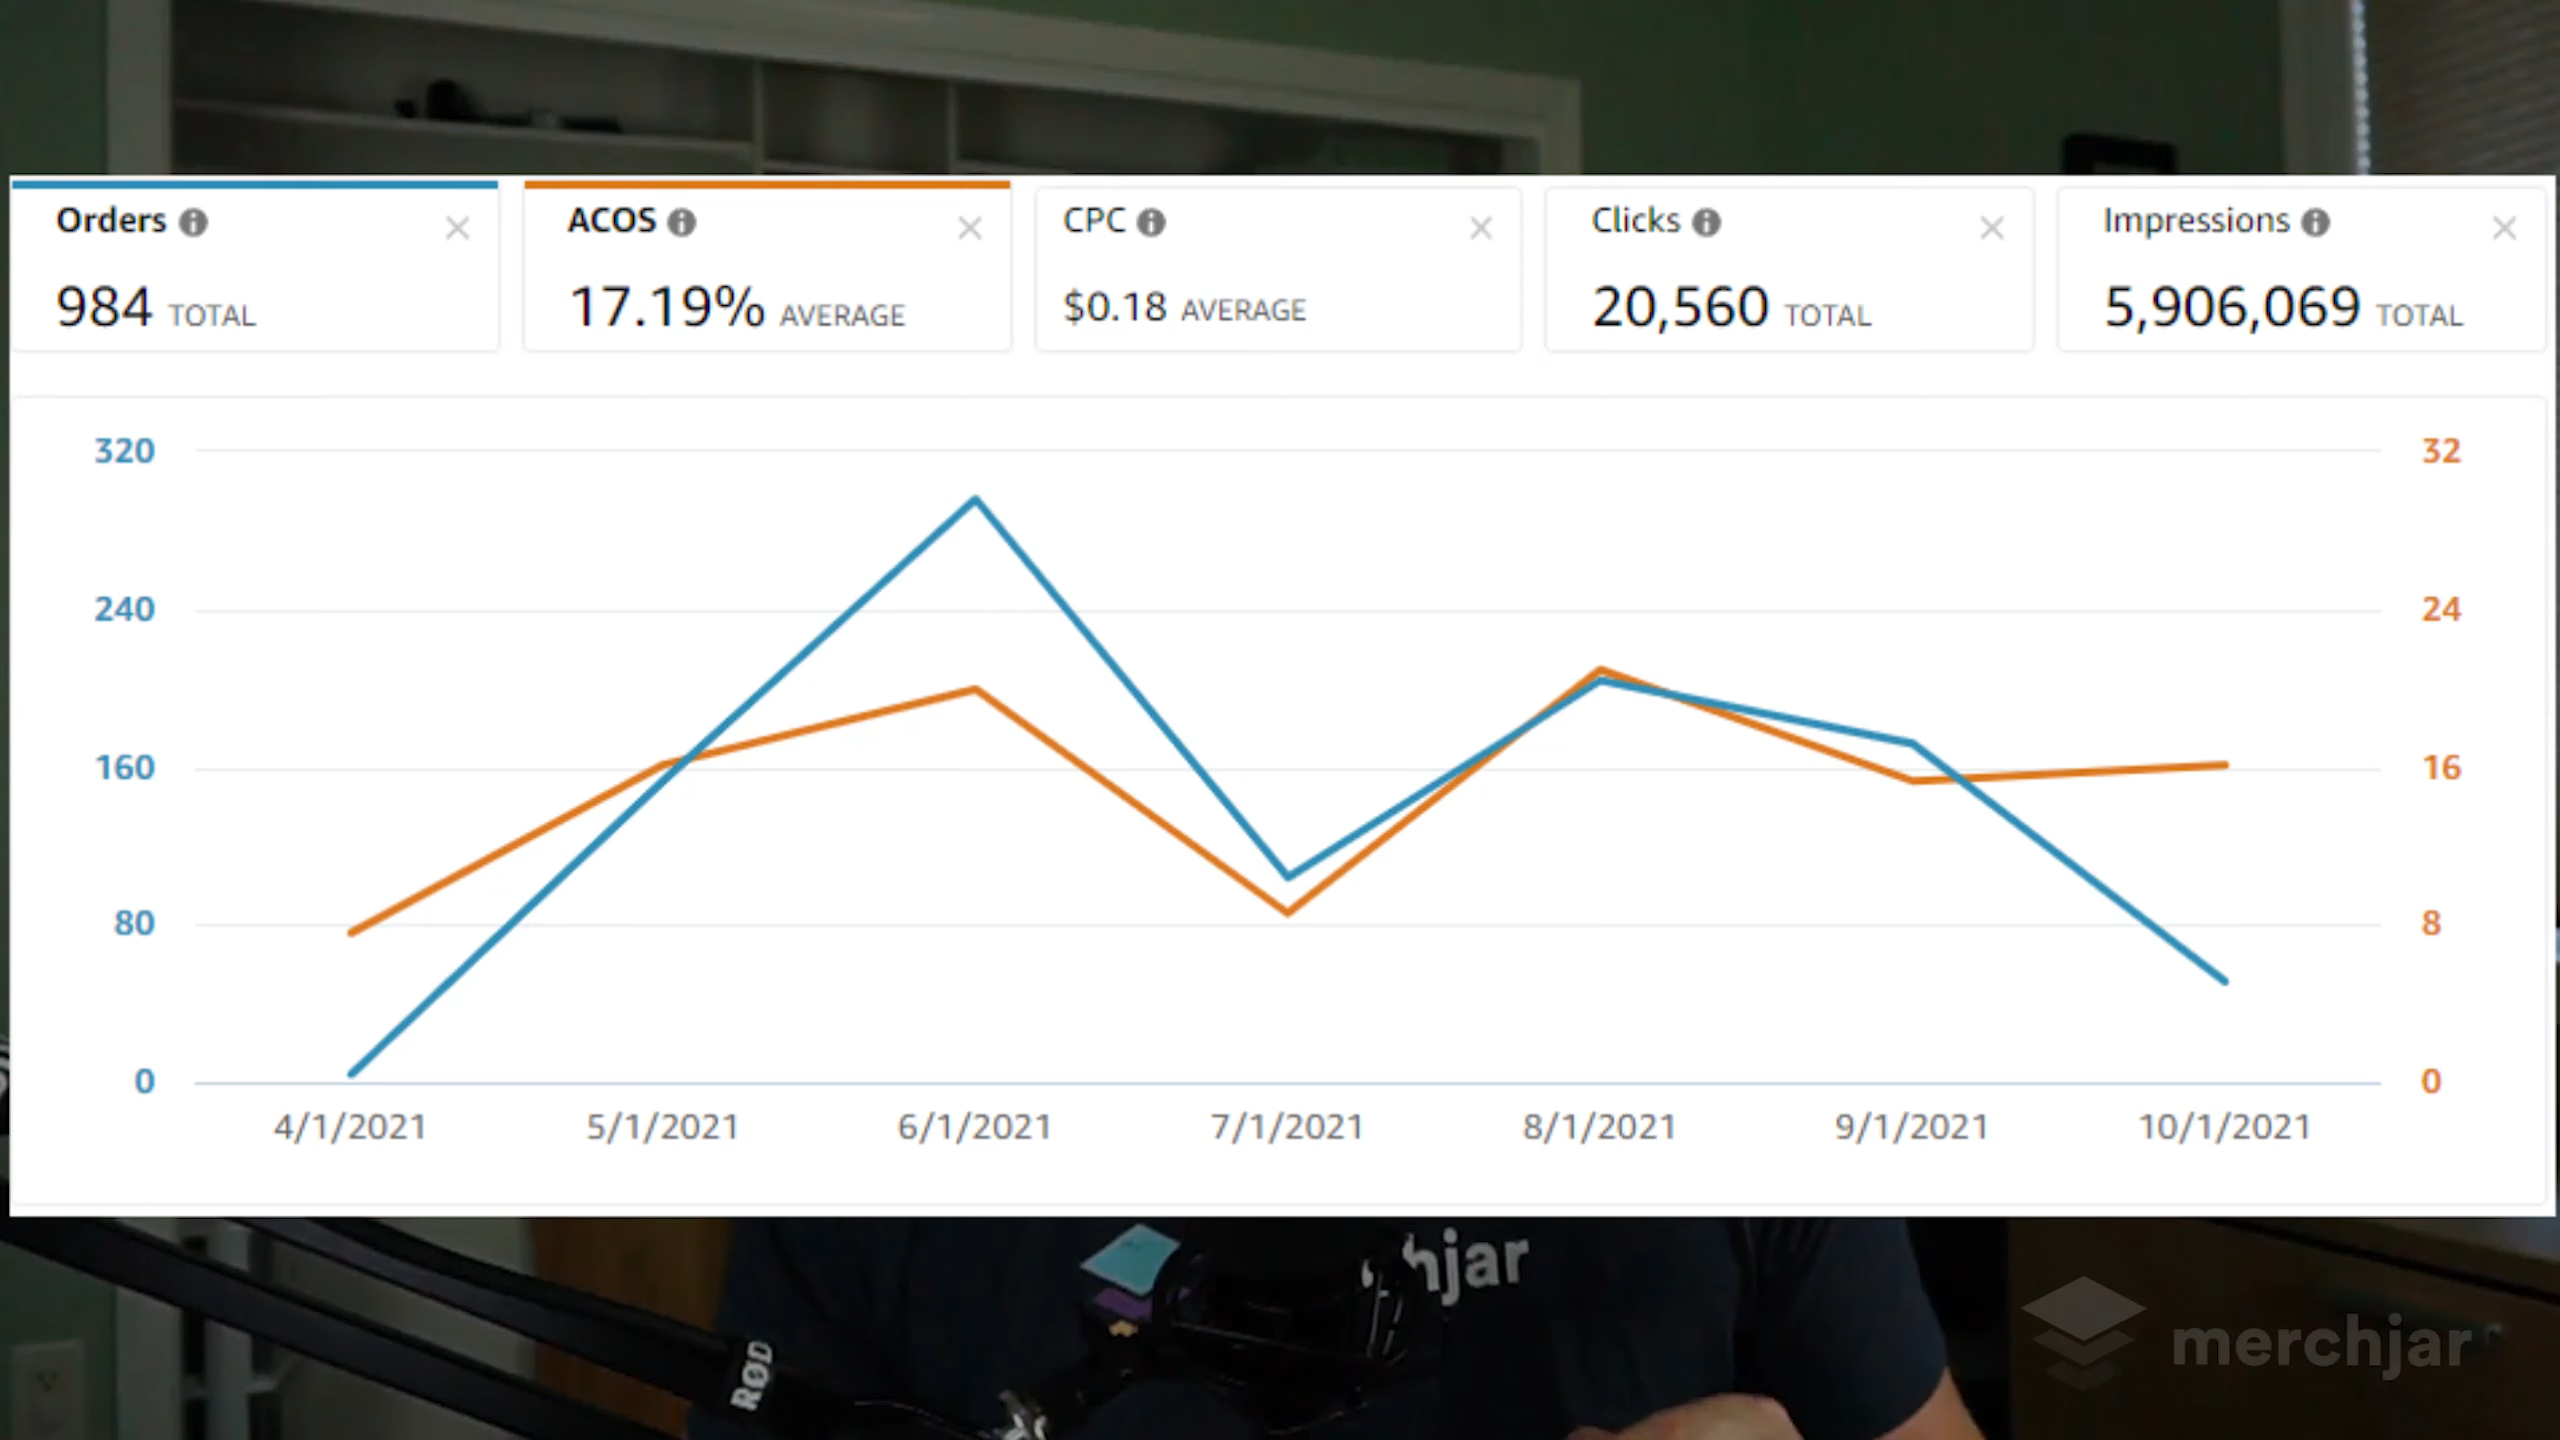 Orders
ACOS
CPC
Clicks
Impressions
984 TOTAL
17.19% AVERAGE
$0.18 AVERAGE
20,560 TOTAL
5,906,069 TOTAL
320
32
240
24
160
16
80
8
0
0
4/1/2021
5/1/2021
6/1/2021
7/1/2021
8/1/2021
9/1/2021
10/1/2021
hjar
RØD
merchjar